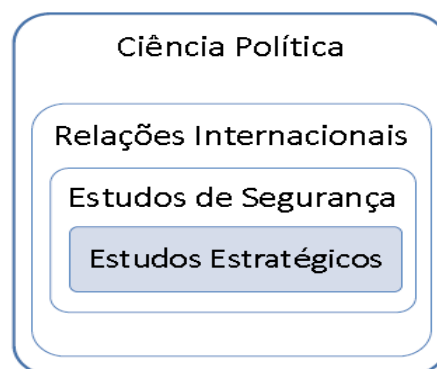 Ciência Política
Relações Internacionais
Estudos de Segurança
Estudos Estratégicos